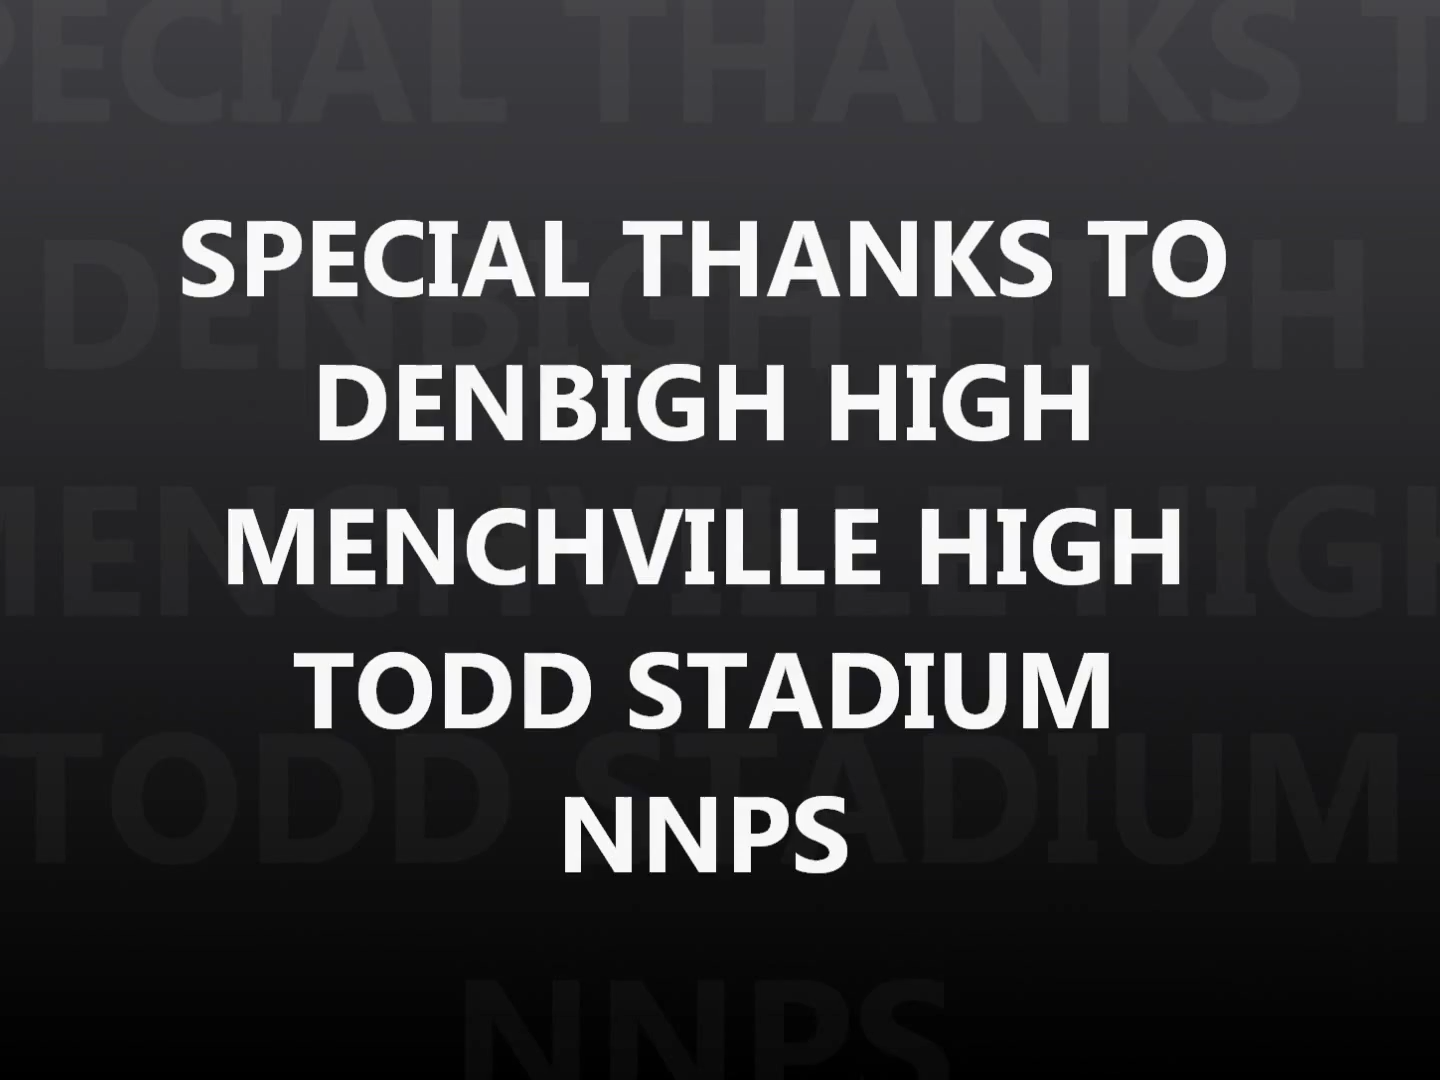 SPECIAL THANKS TO
DENBIGH HIGH
MENCHVILLE HIGH
TODD STADIUM
NNPS